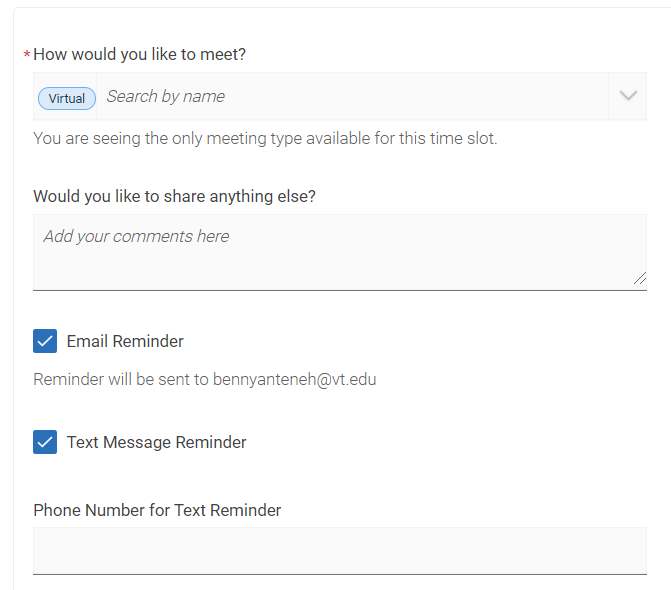 * How would you like to meet?
Virtual Search by name
You are seeing the only meeting type available for this time slot.
Would you like to share anything else?
Add your comments here
Email Reminder
Reminder will be sent to bennyanteneh@vt.edu
Text Message Reminder
Phone Number for Text Reminder